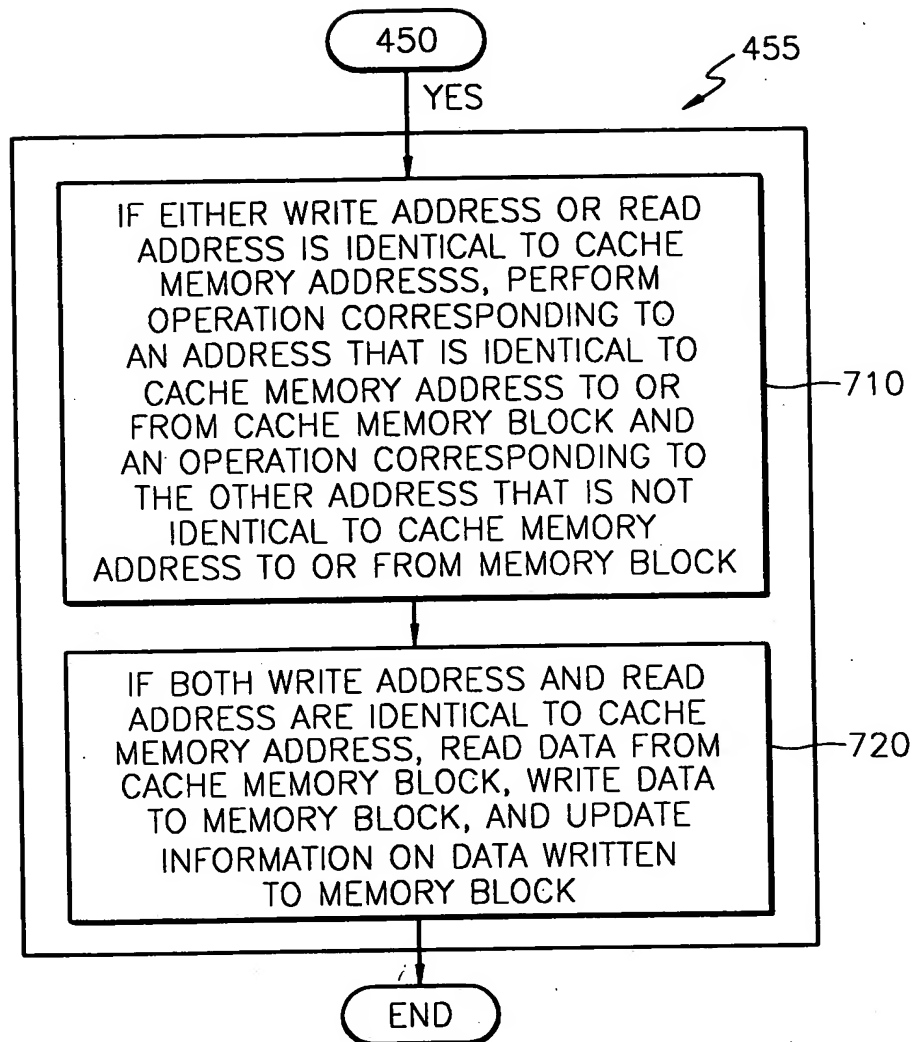 450
455
YES
IF EITHER WRITE ADDRESS OR READ
ADDRESS IS IDENTICAL TO CACHE
MEMORY ADDRESSS, PERFORM
OPERATION CORRESPONDING TO
AN ADDRESS THAT IS IDENTICAL TO
CACHE MEMORY ADDRESS TO OR
FROM CACHE MEMORY BLOCK AND
AN OPERATION CORRESPONDING TO
THE OTHER ADDRESS THAT IS NOT
IDENTICAL TO CACHE MEMORY
ADDRESS TO OR FROM MEMORY BLOCK
710
IF BOTH WRITE ADDRESS AND READ
ADDRESS ARE IDENTICAL TO CACHE
MEMORY ADDRESS, READ DATA FROM
CACHE MEMORY BLOCK, WRITE DATA
TO MEMORY BLOCK, AND UPDATE
INFORMATION ON DATA WRITTEN
TO MEMORY BLOCK
720
END